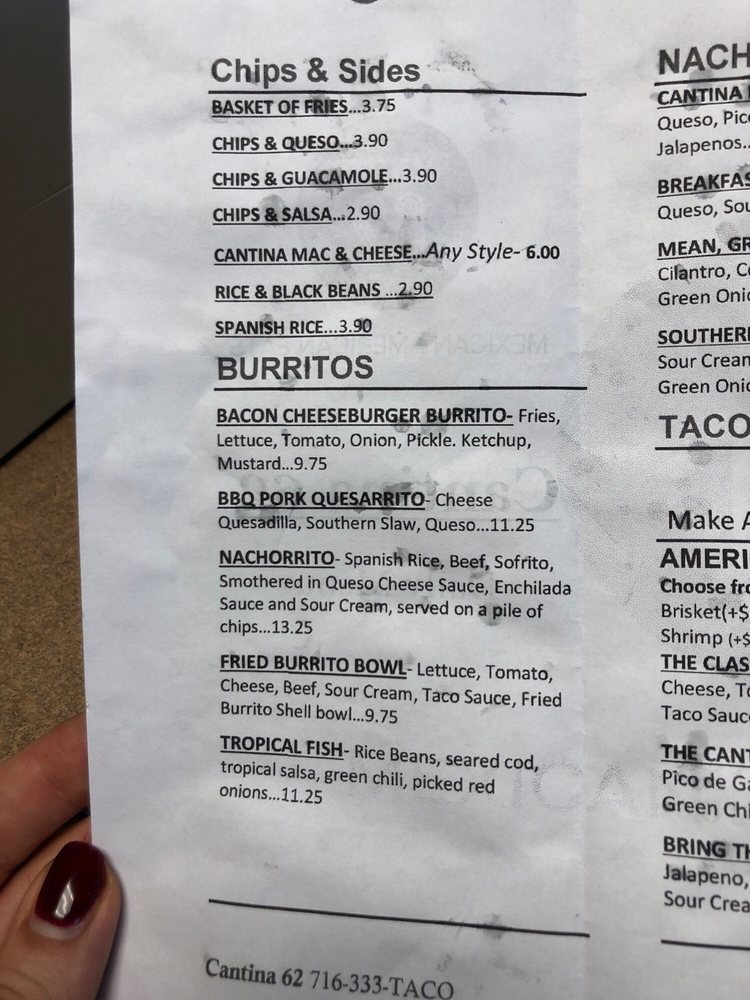 Chips & Sides
BASKET OF FRIES...3.75
CHIPS & QUESO...3.90
CHIPS & GUACAMOLE...3.90
CHIPS & SALSA...2.90
CANTINA MAC & CHEESE...Any Style- 6.00
RICE & BLACK BEANS ...2.90
SPANISH RICE...3.90
BURRITOS
BACON CHEESEBURGER BURRITO- Fries,
Lettuce, Tomato, Onion, Pickle. Ketchup,
Mustard...9.75
BBQ PORK QUESARRITO- Cheese
Quesadilla, Southern Slaw, Queso...11.25
NACHORRITO- Spanish Rice, Beef, Sofrito,
Smothered in Queso Cheese Sauce, Enchilada
Sauce and Sour Cream, served on a pile of
chips...13.25
FRIED BURRITO BOWL- Lettuce, Tomato,
Cheese, Beef, Sour Cream, Taco Sauce, Fried
Burrito Shell bowl...9.75
TROPICAL FISH- Rice Beans, seared cod,
tropical salsa, green chili, picked red
onions...11.25
Cantina 62 716-333-TACO
NACH
CANTINA
Queso, Pic
Jalapenos..
BREAKFAS
Queso, Sou
MEAN, GR
Cilantro, C
Green Onio
SOUTHER
Sour Cream
Green Onio
TACO
Make A
AMERI
Choose fro
Brisket(+$
Shrimp (+$
THE CLAS
Cheese, To
Taco Sauc
THE CANT
Pico de Ga
Green Chi
BRING TH
Jalapeno,
Sour Crea